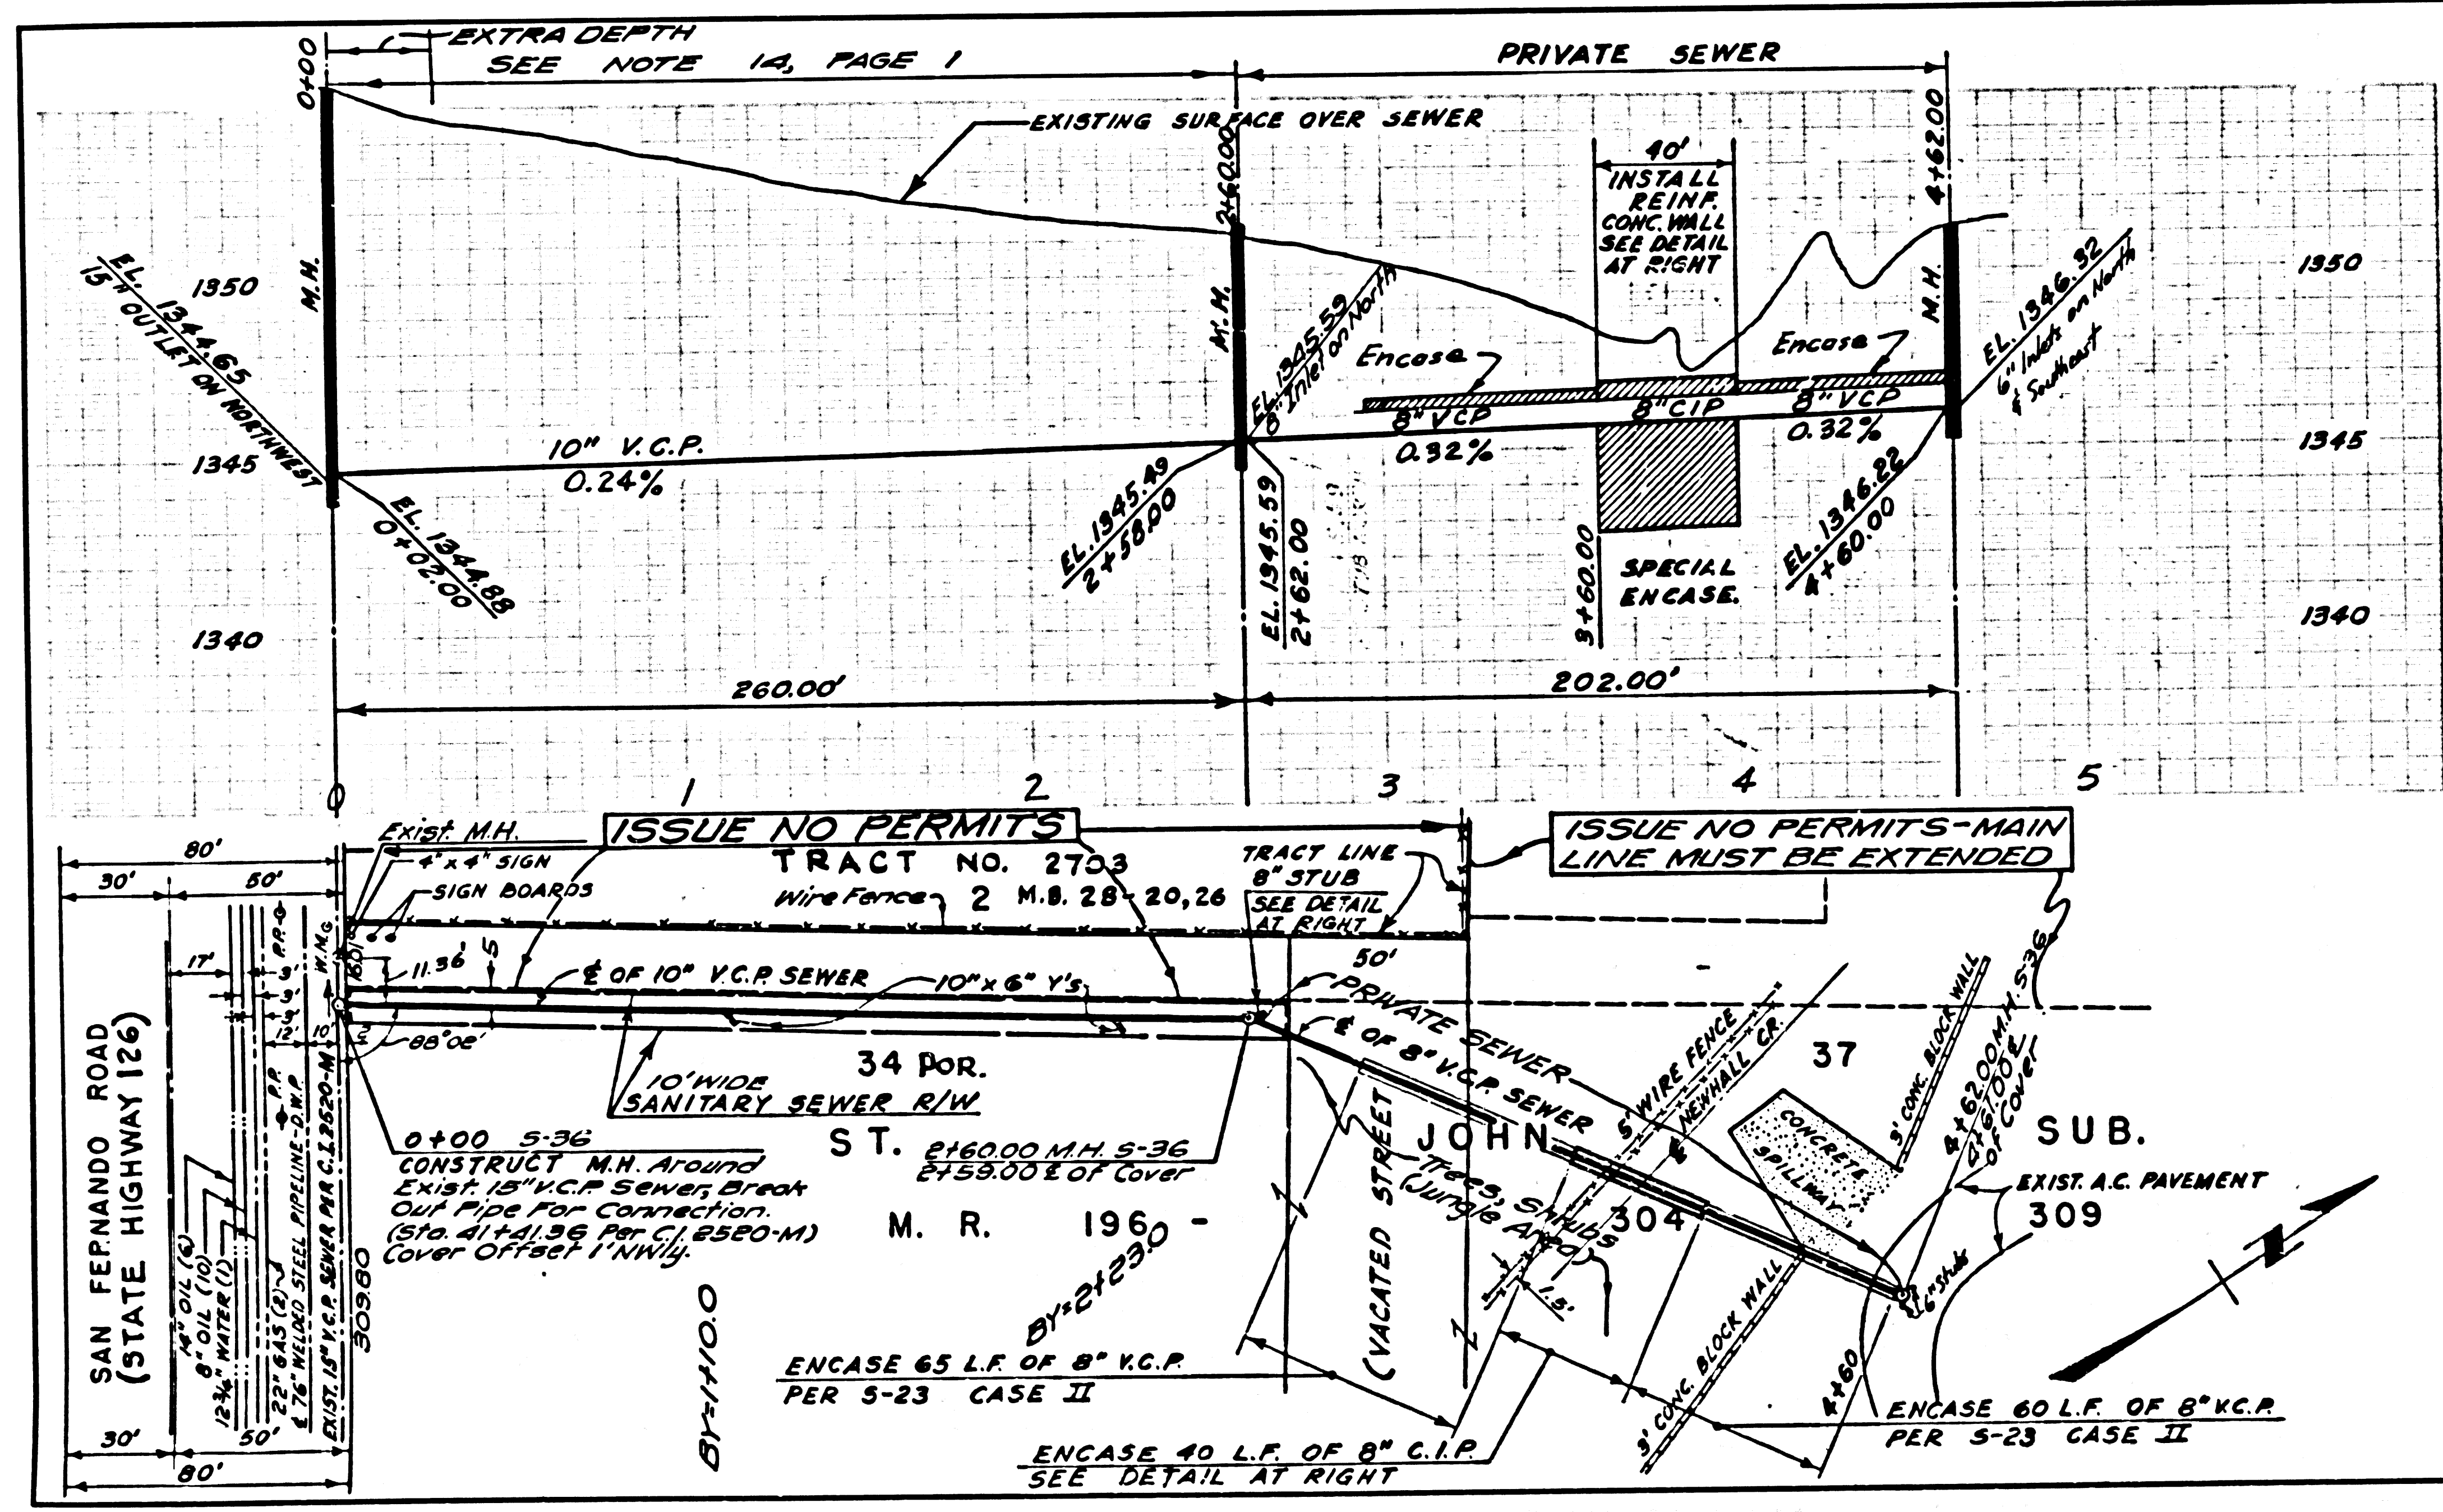 0+00
EXTRA DEPTH
SEE NOTE 14, PAGE 1
PRIVATE SEWER
EXISTING SURFACE OVER SEWER
2+60.00
4+62.00
40'
INSTALL
REINF.
CONC. WALL
SEE DETAIL
AT RIGHT
M.H.
M.H.
M.H.
1350
1345
1340
1350
1345
1340
EL. 1344.65
15" OUTLET ON NORTHWEST
EL. 1344.88
0+02.00
10" V.C.P.
0.24%
EL. 1345.49
2+58.00
EL. 1345.59
8" Inlet on North
EL. 1345.59
2+62.00
Encase
8" VCP
0.32%
8" CIP
3+60.00
SPECIAL
ENCASE.
Encase
8" VCP
0.32%
EL. 1346.22
4+60.00
EL. 1346.32
6" Inlets on North
& Southeast
260.00'
202.00'
0 1 2 3 4 5
Exist. M.H.
4" x 4" SIGN
SIGN BOARDS
ISSUE NO PERMITS
TRACT NO. 2703
Wire Fence 2 M.B. 28-20,26
TRACT LINE
8" STUB
SEE DETAIL
AT RIGHT
ISSUE NO PERMITS-MAIN
LINE MUST BE EXTENDED
80'
30' 50'
17'
3'
3'
3'
12' 10'
P.P.
W.M.
16.01
11.36'
5
88°02'
℄ OF 10" V.C.P. SEWER
10" x 6" Y's
50'
PRIVATE SEWER
℄ OF 8" V.C.P. SEWER
5' WIRE FENCE
℄ NEWHALL CR.
37
3' CONC. BLOCK WALL
4+62.00 M.H. S-36
4+61.00 ℄
OF Cover
CONCRETE
SPILLWAY
34 POR.
10' WIDE
SANITARY SEWER R/W
ST. JOHN SUB.
2+60.00 M.H. S-36
2+59.00 ℄ OF Cover
0+00 S-36
CONSTRUCT M.H. Around
Exist. 15" V.C.P. Sewer, Break
Out Pipe For Connection.
(Sta. 41+41.36 Per C.I. 2520-M)
Cover Offset 1' NWly.
M. R. 196 - 304 309
Trees, Shrubs
(Jungle Area)
EXIST. A.C. PAVEMENT
SAN FERNANDO ROAD
(STATE HIGHWAY 126)
14" OIL (6)
8" OIL (10)
12¾" WATER (1)
22" GAS (2)
P.P.
℄ 76" WELDED STEEL PIPELINE-D.W.P.
EXIST. 15" V.C.P. SEWER PER C.I. 2520-M
309.80
BY=1+10.0
BY=2+23.0
(VACATED STREET
1.5'
6" Stubs
3' CONC. BLOCK WALL
4+60
ENCASE 65 L.F. OF 8" V.C.P.
PER S-23 CASE II
ENCASE 40 L.F. OF 8" C.I.P.
SEE DETAIL AT RIGHT
ENCASE 60 L.F. OF 8" V.C.P.
PER S-23 CASE II
30' 50'
80'